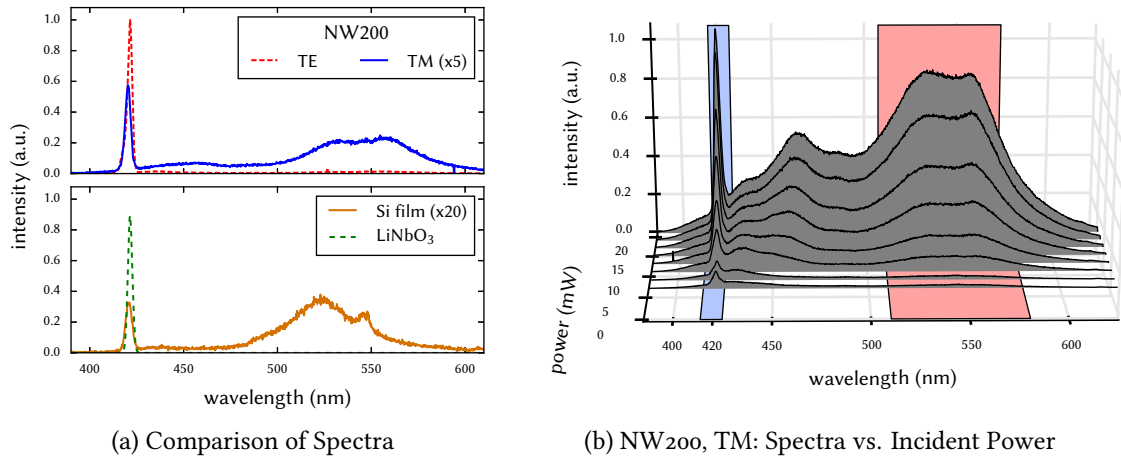 NW200
TE
TM (x5)
1.0
0.8
0.6
0.4
0.2
0.0
Si film (x20)
LiNbO₃
1.0
0.8
0.6
0.4
0.2
0.0
intensity (a.u.)
400
450
500
550
600
wavelength (nm)
(a) Comparison of Spectra
1.0
0.8
0.6
0.4
0.2
0.0
intensity (a.u.)
20
15
10
5
0
power (mW)
400
420
450
500
550
600
wavelength (nm)
(b) NW200, TM: Spectra vs. Incident Power